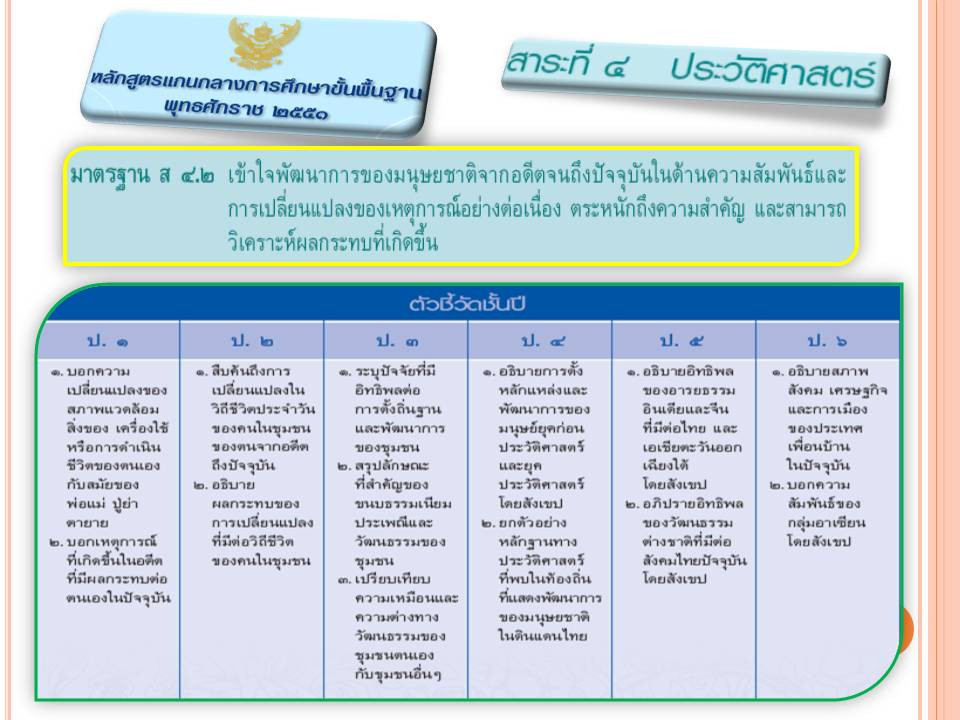 หลักสูตรแกนกลางการศึกษาขั้นพื้นฐาน
พุทธศักราช ๒๕๕๑
สาระที่ ๔ ประวัติศาสตร์
มาตรฐาน ส ๔.๒ เข้าใจพัฒนาการของมนุษยชาติจากอดีตจนถึงปัจจุบันในด้านความสัมพันธ์และ
การเปลี่ยนแปลงของเหตุการณ์อย่างต่อเนื่อง ตระหนักถึงความสำคัญ และสามารถ
วิเคราะห์ผลกระทบที่เกิดขึ้น
ตัวชี้วัดชั้นปี
ป. ๑
๑. บอกความ
เปลี่ยนแปลงของ
สภาพแวดล้อม
สิ่งของ เครื่องใช้
หรือการดำเนิน
ชีวิตของตนเอง
กับสมัยของ
พ่อแม่ ปู่ย่า
ตายาย
๒. บอกเหตุการณ์
ที่เกิดขึ้นในอดีต
ที่มีผลกระทบต่อ
ตนเองในปัจจุบัน
ป. ๒
๑. สืบค้นถึงการ
เปลี่ยนแปลงใน
วิถีชีวิตประจำวัน
ของคนในชุมชน
ของตนจากอดีต
ถึงปัจจุบัน
๒. อธิบาย
ผลกระทบของ
การเปลี่ยนแปลง
ที่มีต่อวิถีชีวิต
ของคนในชุมชน
ป. ๓
๑. ระบุปัจจัยที่มี
อิทธิพลต่อ
การตั้งถิ่นฐาน
และพัฒนาการ
ของชุมชน
๒. สรุปลักษณะ
ที่สำคัญของ
ขนบธรรมเนียม
ประเพณีและ
วัฒนธรรมของ
ชุมชน
๓. เปรียบเทียบ
ความเหมือนและ
ความต่างทาง
วัฒนธรรมของ
ชุมชนตนเอง
กับชุมชนอื่นๆ
ป. ๔
๑. อธิบายการตั้ง
หลักแหล่งและ
พัฒนาการของ
มนุษย์ยุคก่อน
ประวัติศาสตร์
และยุค
ประวัติศาสตร์
โดยสังเขป
๒. ยกตัวอย่าง
หลักฐานทาง
ประวัติศาสตร์
ที่พบในท้องถิ่น
ที่แสดงพัฒนาการ
ของมนุษยชาติ
ในดินแดนไทย
ป. ๕
๑. อธิบายอิทธิพล
ของอารยธรรม
อินเดียและจีน
ที่มีต่อไทย และ
เอเชียตะวันออก
เฉียงใต้
โดยสังเขป
๒. อภิปรายอิทธิพล
ของวัฒนธรรม
ต่างชาติที่มีต่อ
สังคมไทยปัจจุบัน
โดยสังเขป
ป. ๖
๑. อธิบายสภาพ
สังคม เศรษฐกิจ
และการเมือง
ของประเทศ
เพื่อนบ้าน
ในปัจจุบัน
๒. บอกความ
สัมพันธ์ของ
กลุ่มอาเซียน
โดยสังเขป